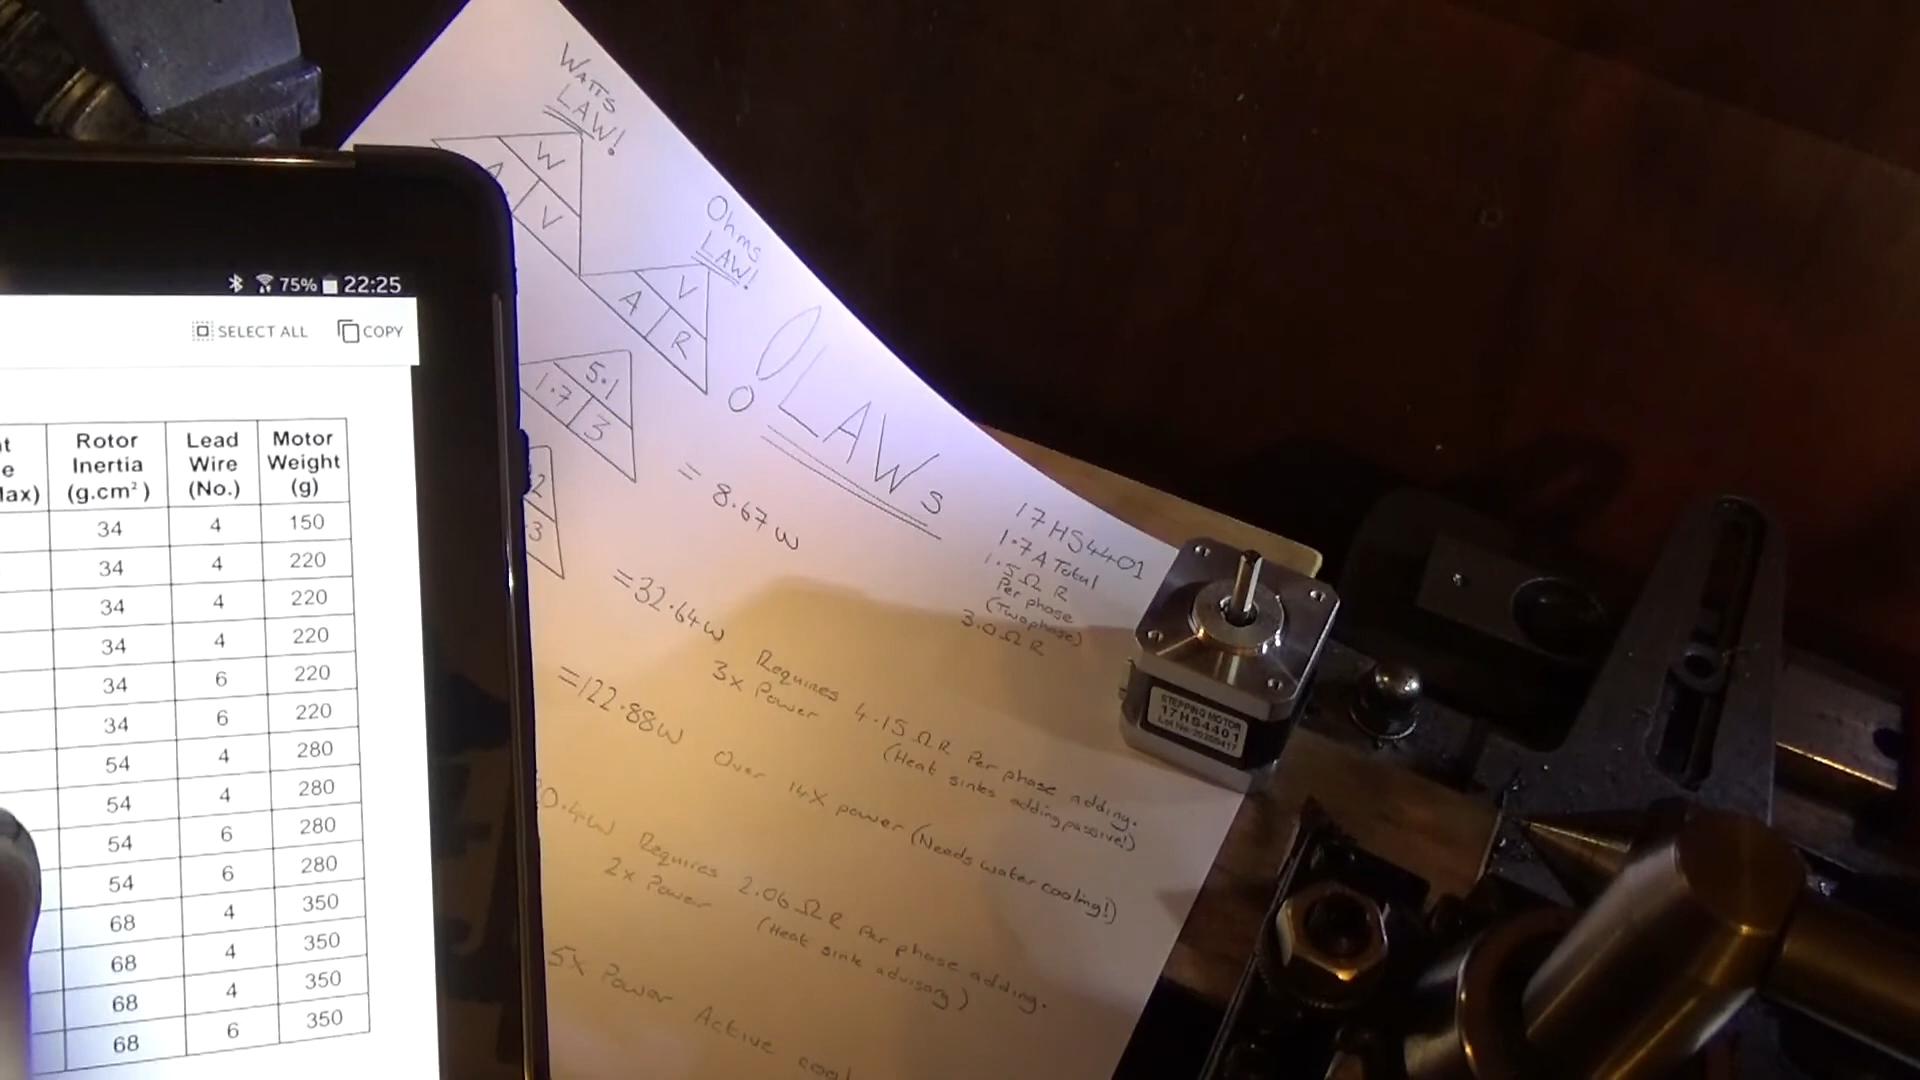 75% 22:25
SELECT ALL COPY
Rotor Inertia (g.cm²) Lead Wire (No.) Motor Weight (g)
34 4 150
34 4 220
34 4 220
34 4 220
34 6 220
34 6 220
54 4 280
54 4 280
54 6 280
54 6 280
68 4 350
68 4 350
68 4 350
68 6 350
WATTS
LAW!
W
V
Ohms
LAW!
V
A R
LAWs
5.1
1.7 3
= 8.67W
=32.64W
Requires 4.15ΩR Per phase adding.
3x Power (Heat sinks adding passive!)
=122.88W Over 14X power (Needs water cooling!)
0.4W Requires 2.06ΩR Per phase adding.
2x Power (Heat sink advisory)
5X Power Active
17HS4401
1.7A Total
1.5ΩR
Per phase
(Two phase)
3.0ΩR
STEPPING MOTOR
17HS4401